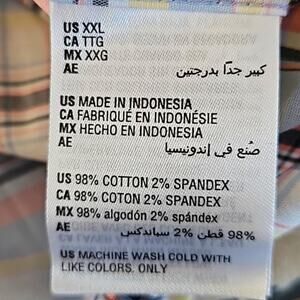 US XXL
CA TTG
MX XXG
AE كبير جدًا بدرجتين
US MADE IN INDONESIA
CA FABRIQUÉ EN INDONÉSIE
MX HECHO EN INDONESIA
AE صُنع في إندونيسيا
US 98% COTTON 2% SPANDEX
CA 98% COTON 2% SPANDEX
MX 98% algodón 2% spándex
AE 98% قطن 2% سباندكس
US MACHINE WASH COLD WITH
LIKE COLORS. ONLY